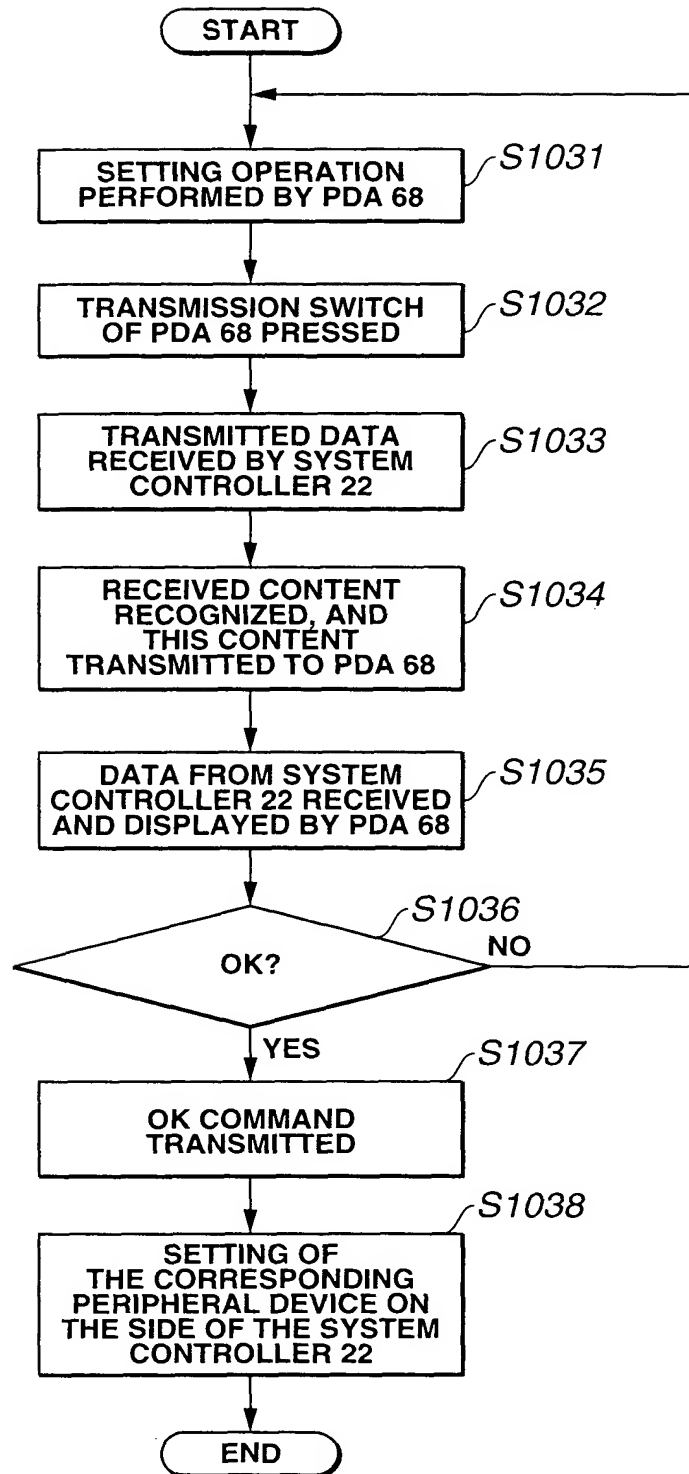 START
SETTING OPERATION
PERFORMED BY PDA 68
S1031
TRANSMISSION SWITCH
OF PDA 68 PRESSED
S1032
TRANSMITTED DATA
RECEIVED BY SYSTEM
CONTROLLER 22
S1033
RECEIVED CONTENT
RECOGNIZED, AND
THIS CONTENT
TRANSMITTED TO PDA 68
S1034
DATA FROM SYSTEM
CONTROLLER 22 RECEIVED
AND DISPLAYED BY PDA 68
S1035
S1036
OK?
NO
YES
S1037
OK COMMAND
TRANSMITTED
S1038
SETTING OF
THE CORRESPONDING
PERIPHERAL DEVICE ON
THE SIDE OF THE SYSTEM
CONTROLLER 22
END